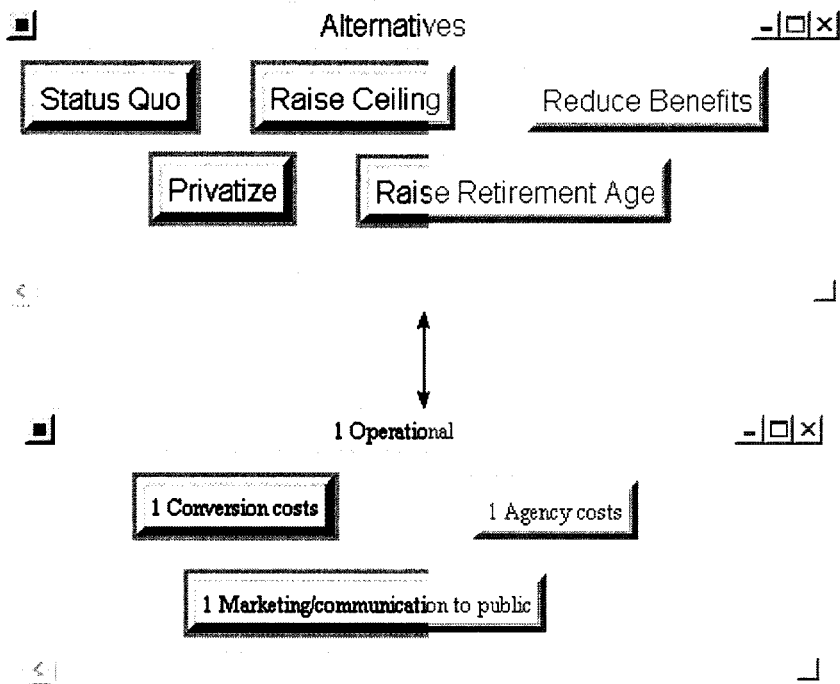 Alternatives
Status Quo Raise Ceiling Reduce Benefits
Privatize Raise Retirement Age
1 Operational
1 Conversion costs 1 Agency costs
1 Marketing/communication to public